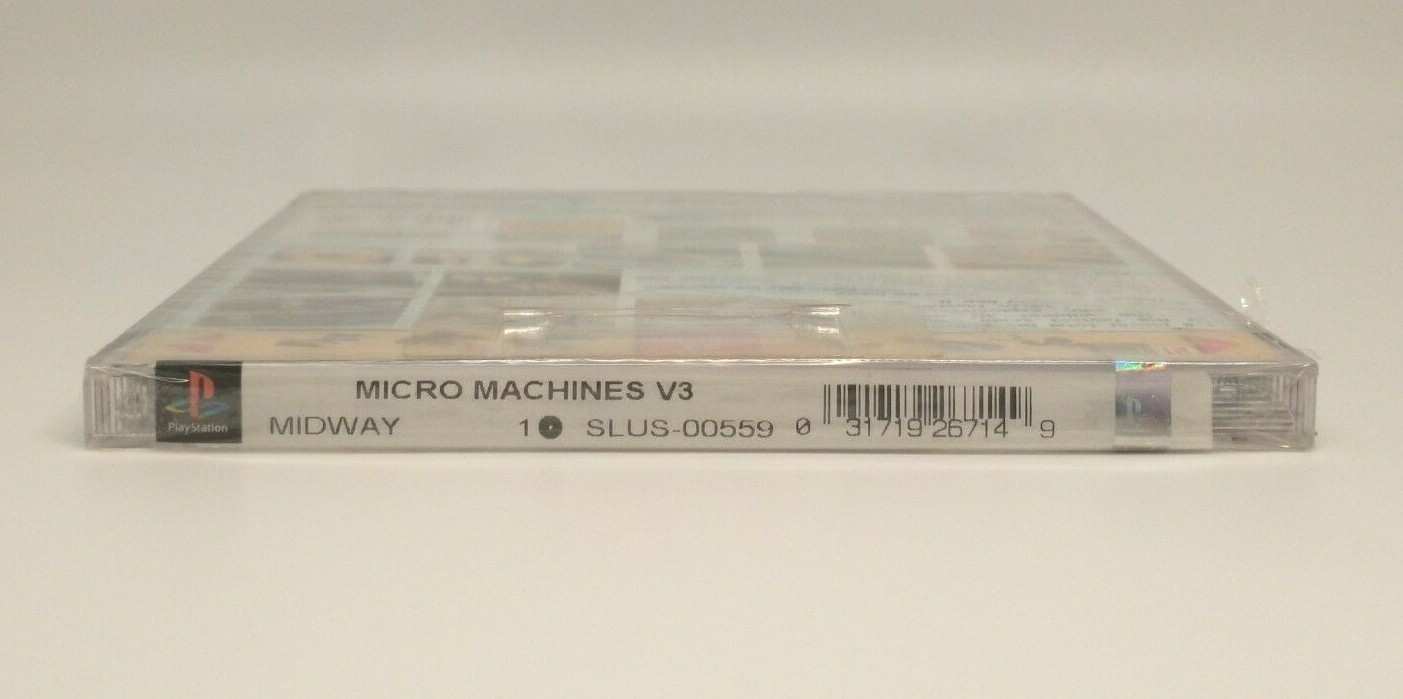 PlayStation
MICRO MACHINES V3
MIDWAY
1 SLUS-00559
0 31719 26714 9